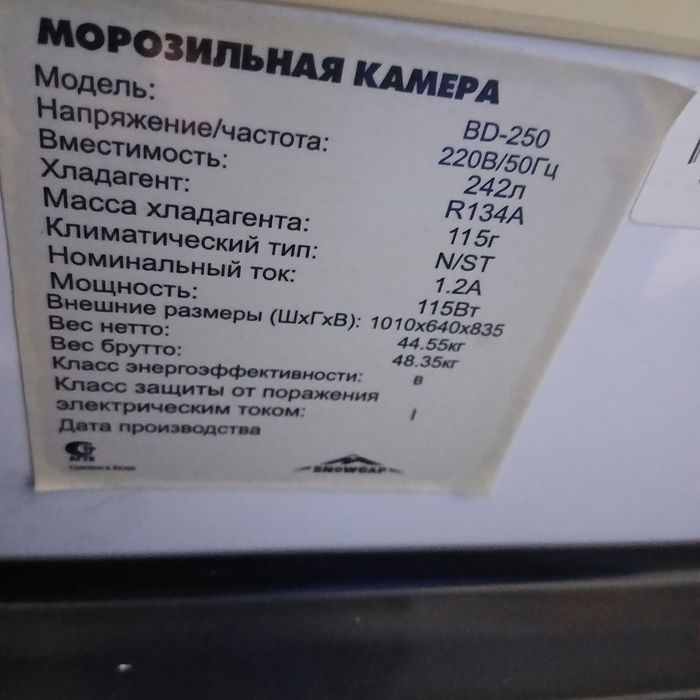 МОРОЗИЛЬНАЯ КАМЕРА
Модель: BD-250
Напряжение/частота: 220В/50Гц
Вместимость: 242л
Хладагент: R134A
Масса хладагента: 115г
Климатический тип: N/ST
Номинальный ток: 1.2А
Мощность: 115Вт
Внешние размеры (ШхГхВ): 1010х640х835
Вес нетто: 44.55кг
Вес брутто: 48.35кг
Класс энергоэффективности: в
Класс защиты от поражения
электрическим током: I
Дата производства
SNOWCAP